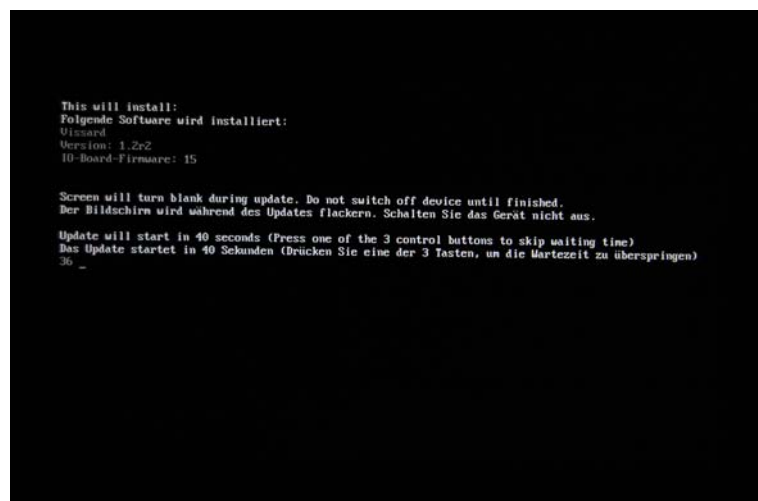 This will install:
Folgende Software wird installiert:
Vissard
Version: 1.2r2
IO-Board-Firmware: 15
Screen will turn blank during update. Do not switch off device until finished.
Der Bildschirm wird während des Updates flackern. Schalten Sie das Gerät nicht aus.
Update will start in 40 seconds (Press one of the 3 control buttons to skip waiting time)
Das Update startet in 40 Sekunden (Drücken Sie eine der 3 Tasten, um die Wartezeit zu überspringen)
36 _